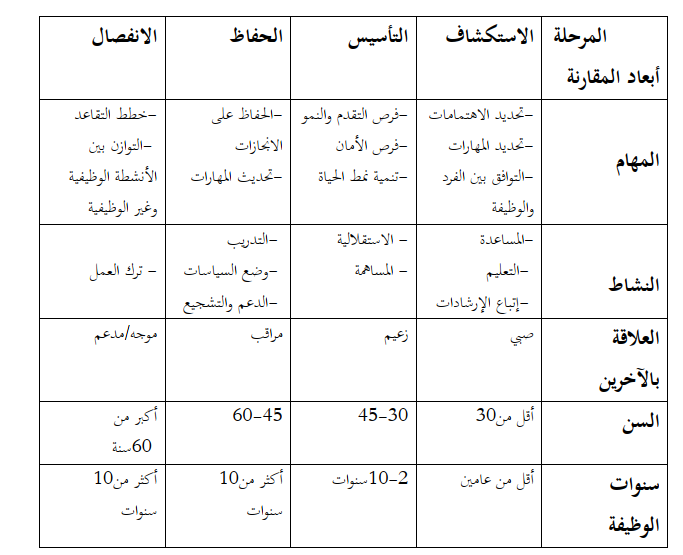 المرحلة
أبعاد المقارنة
الاستكشاف
التأسيس
الحفاظ
الانفصال
المهام
-تحديد الاهتمامات
-تحديد المهارات
-التوافق بين الفرد
والوظيفة
-فرص التقدم والنمو
-فرص الأمان
-تنمية نمط الحياة
-الحفاظ على
الانجازات
-تحديث المهارات
-خطط التقاعد
-التوازن بين
الأنشطة الوظيفية
وغير الوظيفية
النشاط
-المساعدة
-التعليم
-إتباع الإرشادات
- الاستقلالية
- المساهمة
-التدريب
-وضع السياسات
-الدعم والتشجيع
- ترك العمل
العلاقة
بالآخرين
صبي
زعيم
مراقب
موجه/مدعم
السن
أقل من30
30-45
45-60
أكبر من
60سنة
سنوات
الوظيفة
أقل من عامين
2-10سنوات
أكثر من10
سنوات
أكثر من10
سنوات